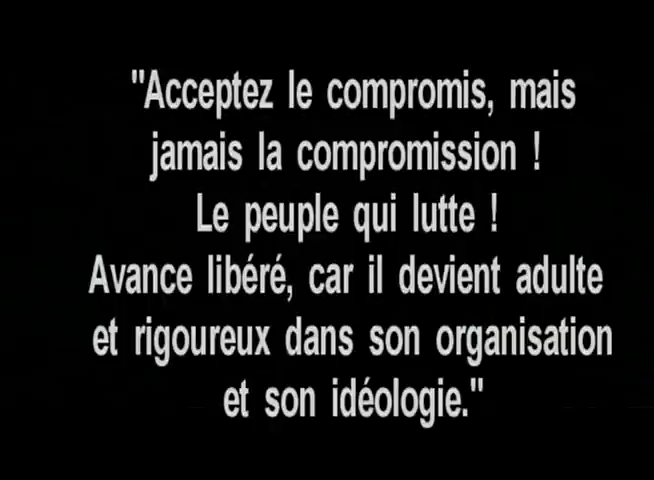 "Acceptez le compromis, mais
jamais la compromission !
Le peuple qui lutte !
Avance libéré, car il devient adulte
et rigoureux dans son organisation
et son idéologie."